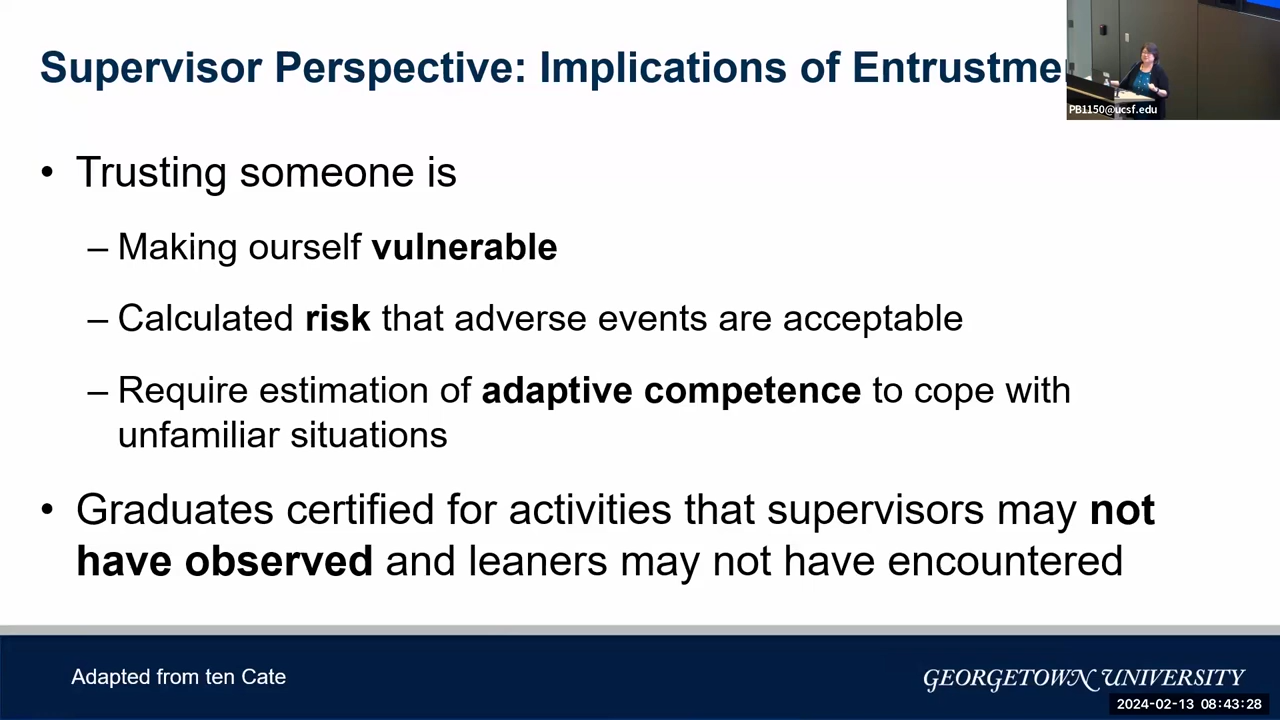 Supervisor Perspective: Implications of Entrustme
PB1150@ucsf.edu
• Trusting someone is
– Making ourself vulnerable
– Calculated risk that adverse events are acceptable
– Require estimation of adaptive competence to cope with
unfamiliar situations
• Graduates certified for activities that supervisors may not
have observed and leaners may not have encountered
Adapted from ten Cate
GEORGETOWN UNIVERSITY
2024-02-13 08:43:28